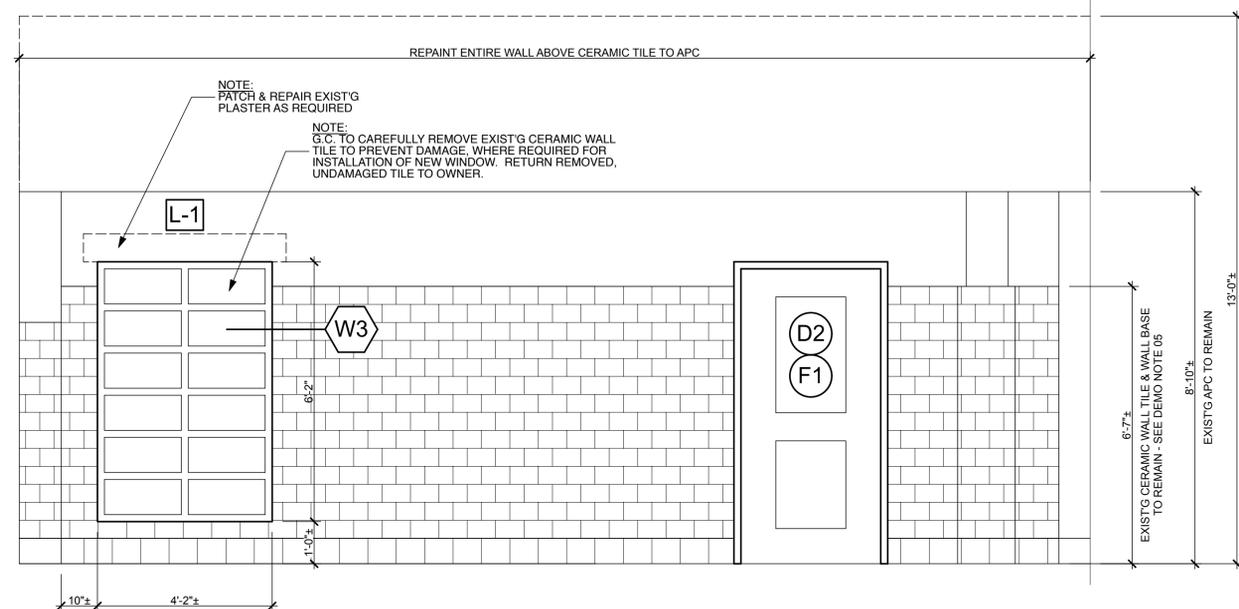 REPAINT ENTIRE WALL ABOVE CERAMIC TILE TO APC
NOTE:
PATCH & REPAIR EXIST'G
PLASTER AS REQUIRED
NOTE:
G.C. TO CAREFULLY REMOVE EXIST'G CERAMIC WALL
TILE TO PREVENT DAMAGE, WHERE REQUIRED FOR
INSTALLATION OF NEW WINDOW. RETURN REMOVED,
UNDAMAGED TILE TO OWNER.
L-1
W3
D2
F1
6'-2"
1'-0"±
10"±
4'-2"±
6'-7"±
EXIST'G CERAMIC WALL TILE & WALL BASE
TO REMAIN - SEE DEMO NOTE 05
8'-10"±
EXIST'G APC TO REMAIN
13'-0"±